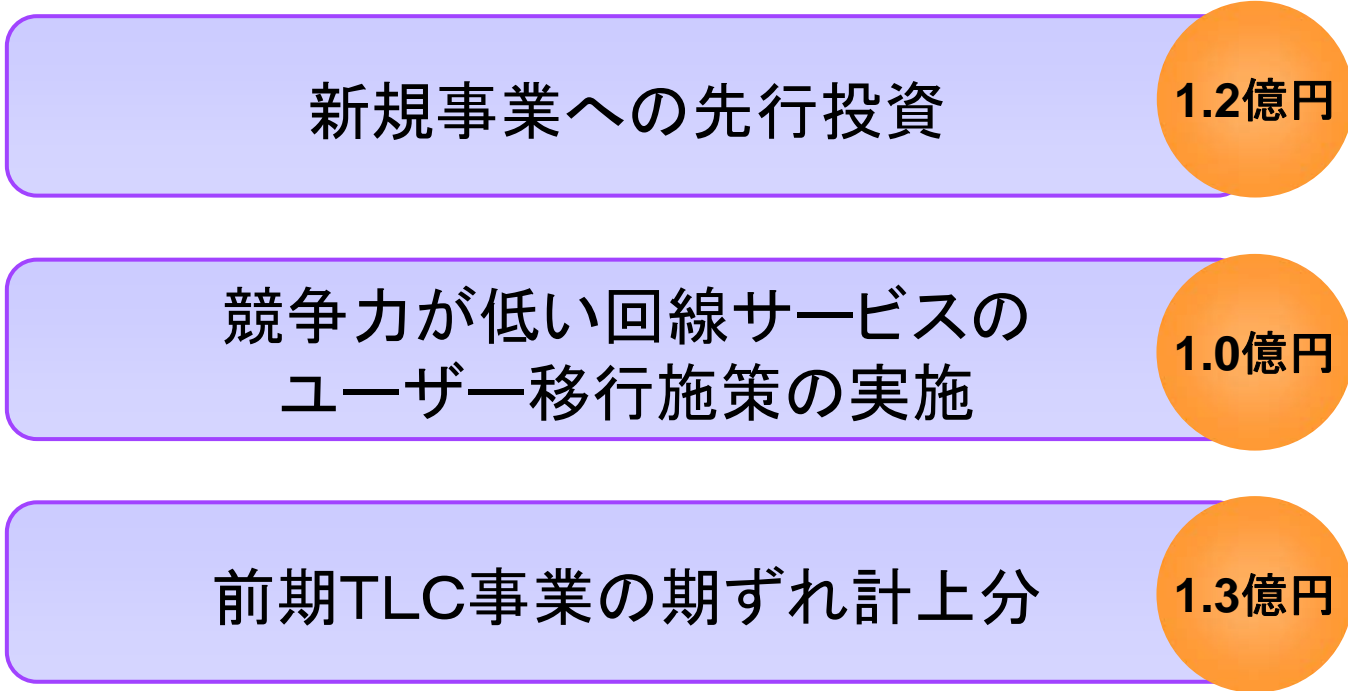 新規事業への先行投資
1.2億円
競争力が低い回線サービスの
ユーザー移行施策の実施
1.0億円
前期TLC事業の期ずれ計上分
1.3億円